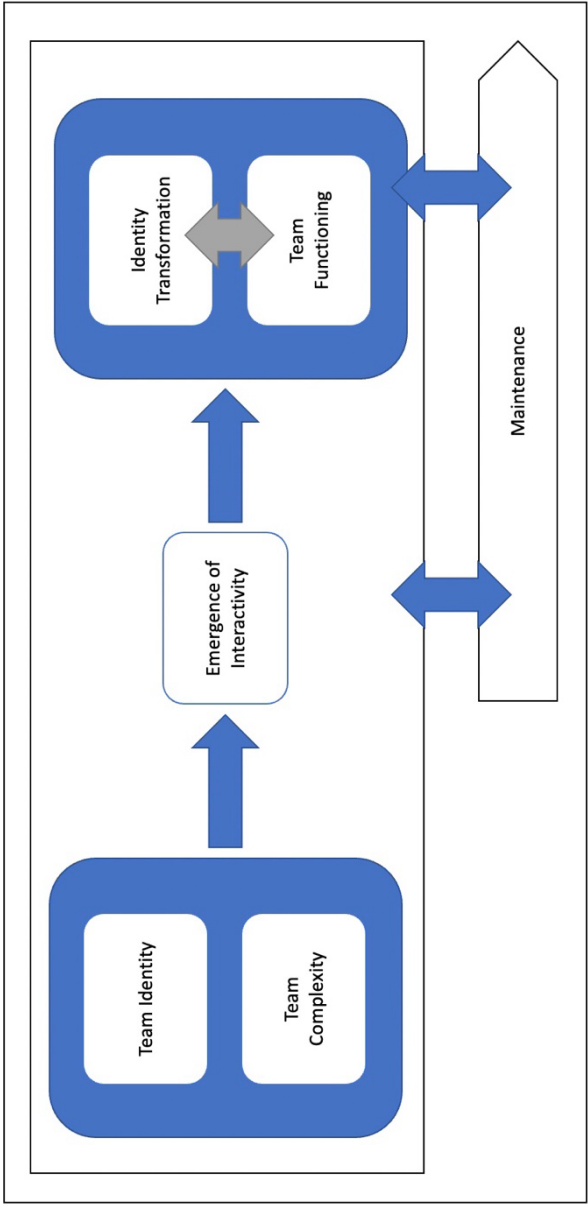 Team Identity
Team
Complexity
Emergence of
Interactivity
Identity
Transformation
Team
Functioning
Maintenance